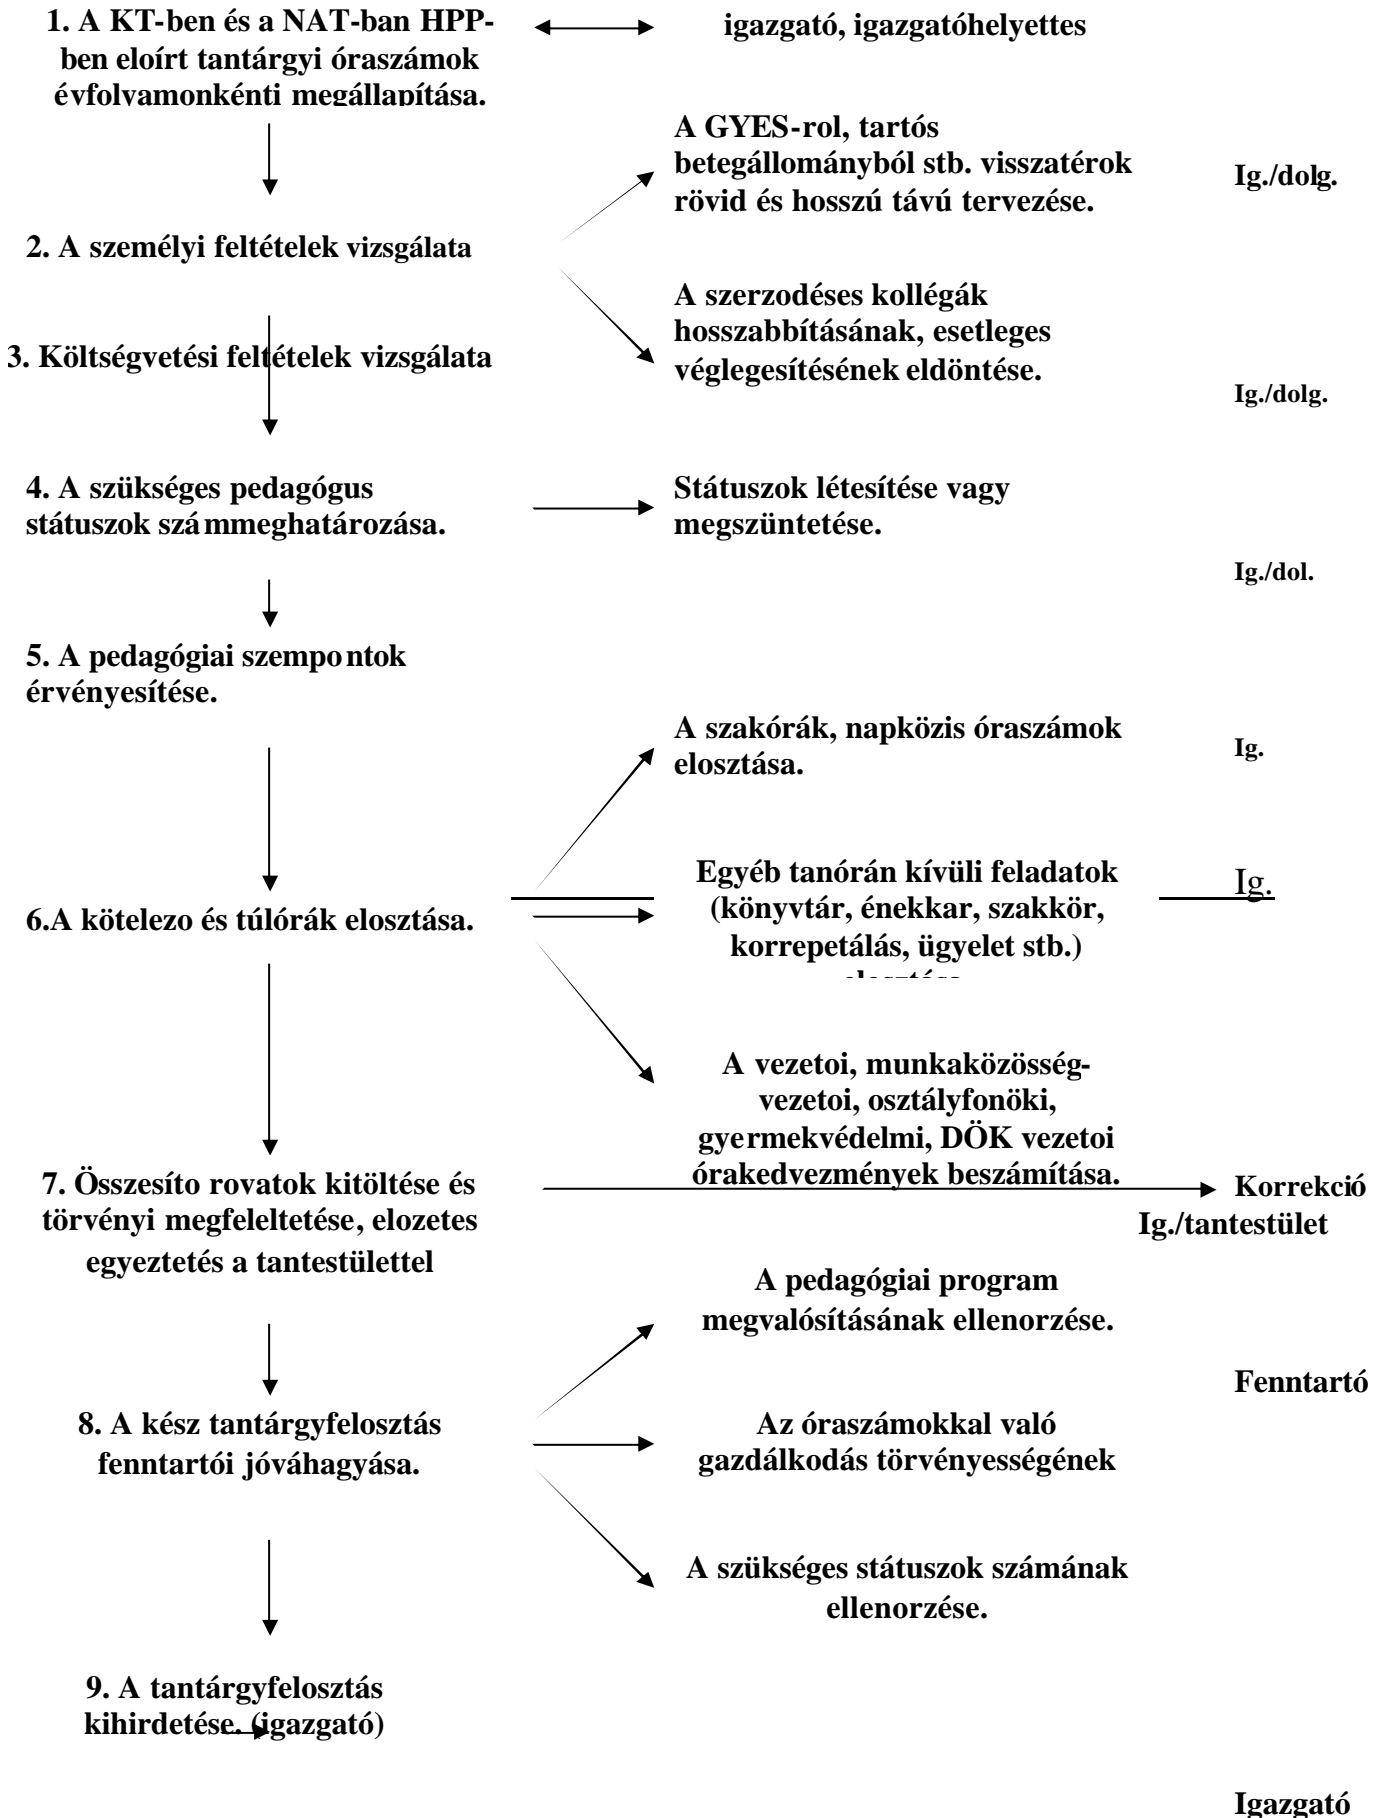 1. A KT-ben és a NAT-ban HPP-
ben eloírt tantárgyi óraszámok
évfolyamonkénti megállapítása.
igazgató, igazgatóhelyettes
A GYES-rol, tartós
betegállományból stb. visszatérok
rövid és hosszú távú tervezése.
Ig./dolg.
2. A személyi feltételek vizsgálata
A szerzodéses kollégák
hosszabbításának, esetleges
véglegesítésének eldöntése.
3. Költségvetési feltételek vizsgálata
Ig./dolg.
4. A szükséges pedagógus
státuszok számmeghatározása.
Státuszok létesítése vagy
megszüntetése.
Ig./dol.
5. A pedagógiai szempontok
érvényesítése.
A szakórák, napközis óraszámok
elosztása.
Ig.
6.A kötelezo és túlórák elosztása.
Egyéb tanórán kívüli feladatok
(könyvtár, énekkar, szakkör,
korrepetálás, ügyelet stb.)
elosztása
Ig.
A vezetoi, munkaközösség-
vezetoi, osztályfonöki,
gyermekvédelmi, DÖK vezetoi
órakedvezmények beszámítása.
7. Összesíto rovatok kitöltése és
törvényi megfeleltetése, elozetes
egyeztetés a tantestülettel
Korrekció
Ig./tantestület
A pedagógiai program
megvalósításának ellenorzése.
Fenntartó
8. A kész tantárgyfelosztás
fenntartói jóváhagyása.
Az óraszámokkal való
gazdálkodás törvényességének
A szükséges státuszok számának
ellenorzése.
9. A tantárgyfelosztás
kihirdetése. (igazgató)
Igazgató